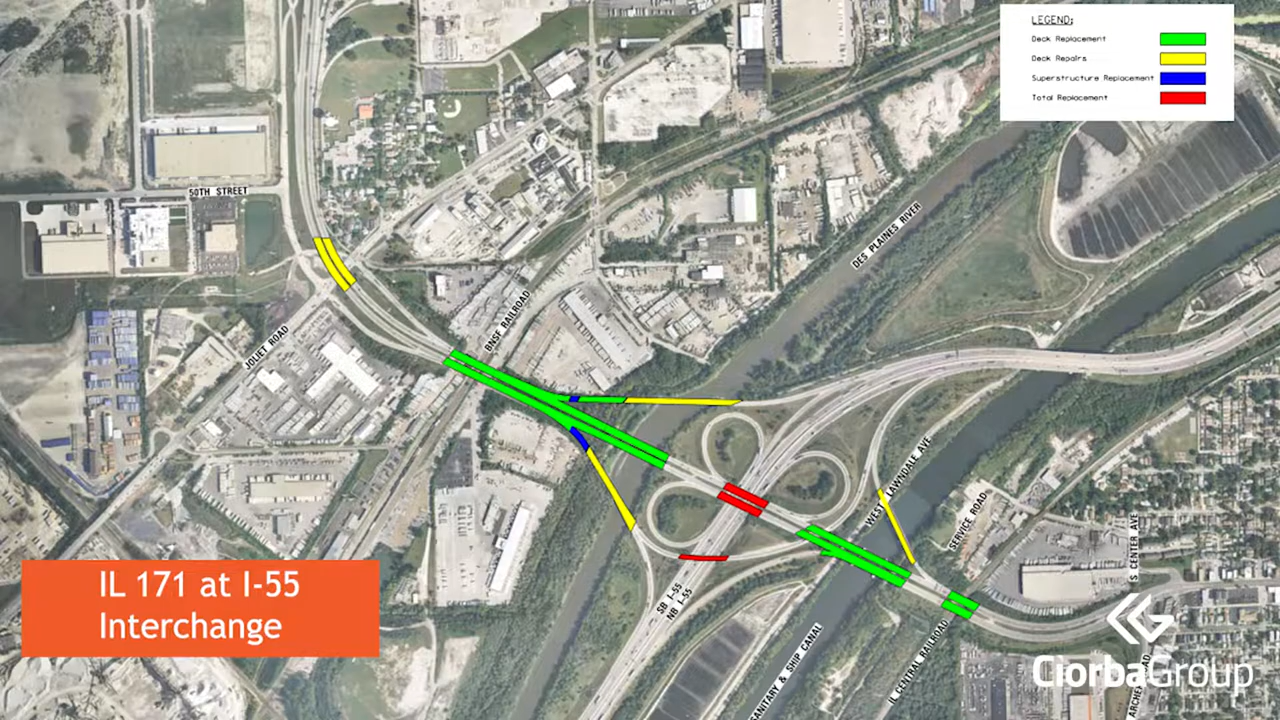 LEGEND:
Deck Replacement
Deck Repairs
Superstructure Replacement
Total Replacement
50TH STREET
DES PLAINES RIVER
BNSF RAILROAD
JOLIET ROAD
WEST LAWNDALE AVE
SERVICE ROAD
S CENTER AVE
SB I-55
NB I-55
SANITARY & SHIP CANAL
IL CENTRAL RAILROAD
IL 171 at I-55
Interchange
CiorbaGroup